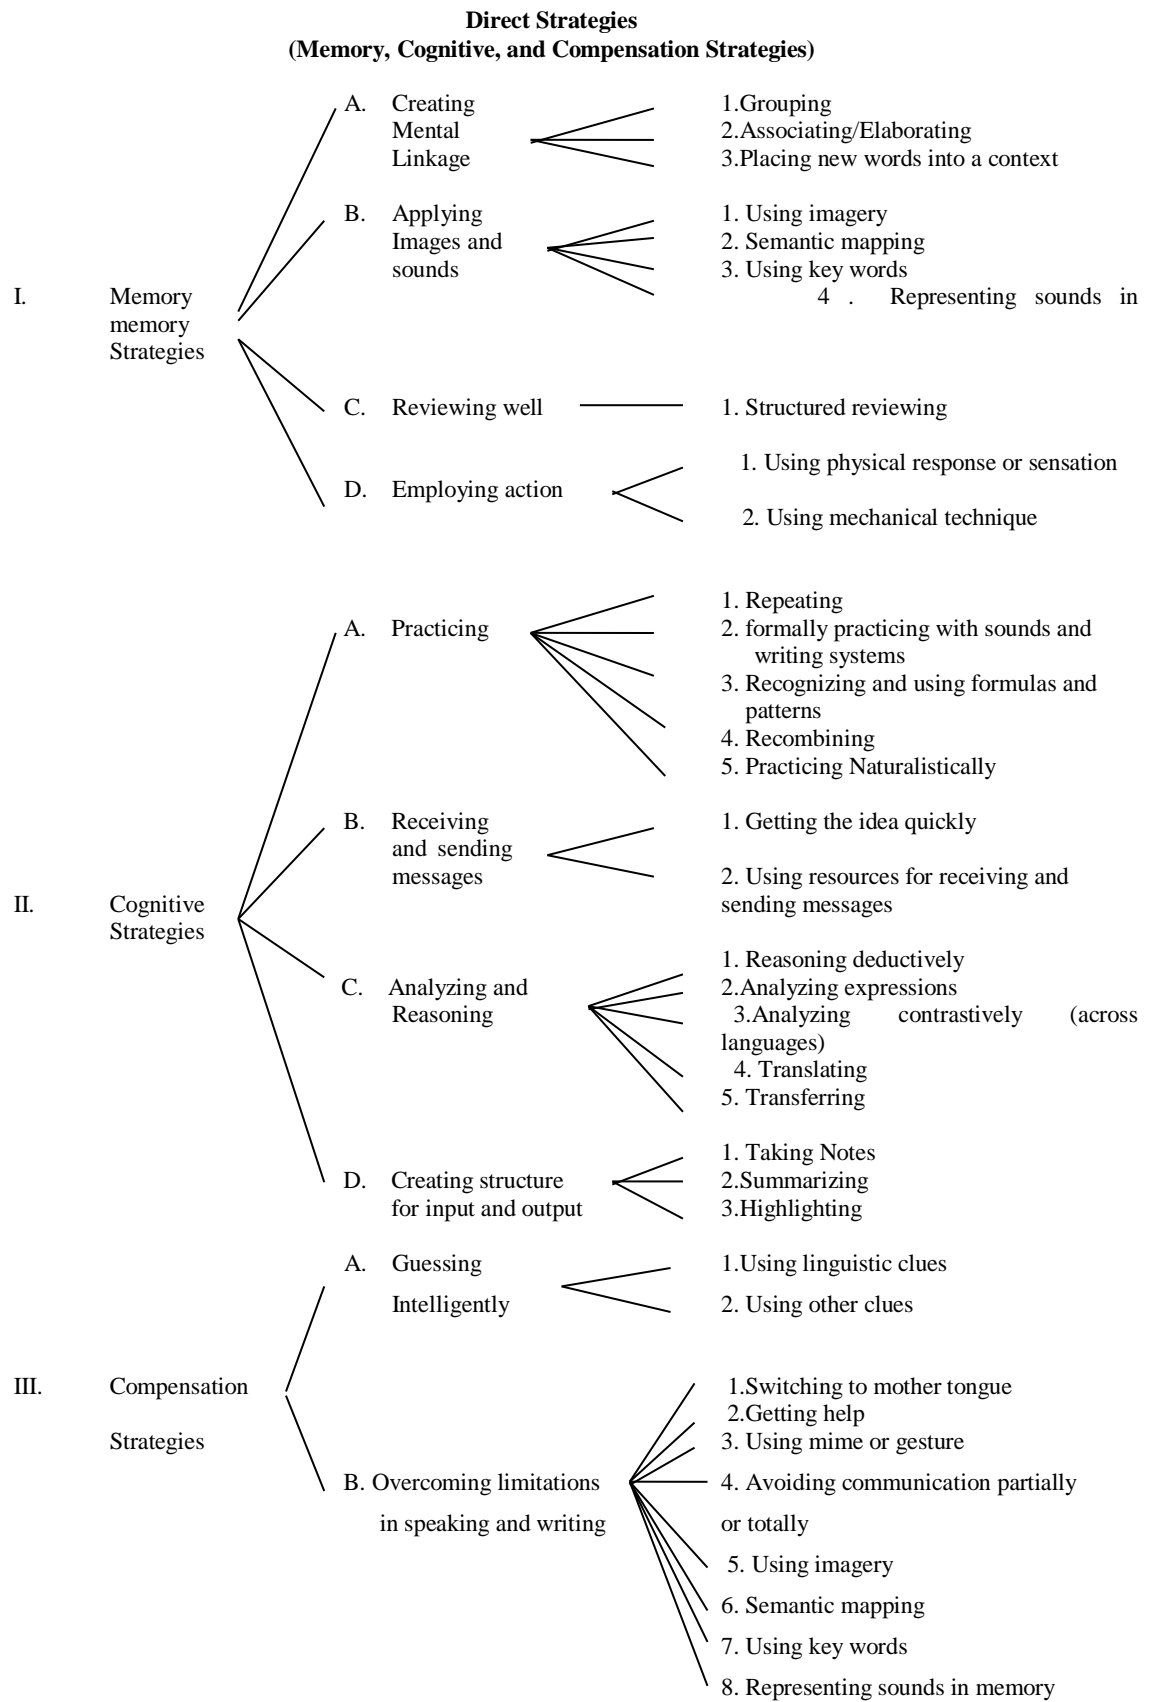 Direct Strategies
(Memory, Cognitive, and Compensation Strategies)
A. Creating 1.Grouping
Mental 2.Associating/Elaborating
Linkage 3.Placing new words into a context
B. Applying 1. Using imagery
Images and 2. Semantic mapping
sounds 3. Using key words
I. Memory 4 . Representing sounds in
memory
Strategies
C. Reviewing well 1. Structured reviewing
1. Using physical response or sensation
D. Employing action
2. Using mechanical technique
1. Repeating
A. Practicing 2. formally practicing with sounds and
writing systems
3. Recognizing and using formulas and
patterns
4. Recombining
5. Practicing Naturalistically
B. Receiving 1. Getting the idea quickly
and sending
messages 2. Using resources for receiving and
II. Cognitive sending messages
Strategies
1. Reasoning deductively
C. Analyzing and 2.Analyzing expressions
Reasoning 3.Analyzing contrastively (across
languages)
4. Translating
5. Transferring
1. Taking Notes
D. Creating structure 2.Summarizing
for input and output 3.Highlighting
A. Guessing 1.Using linguistic clues
Intelligently 2. Using other clues
III. Compensation 1.Switching to mother tongue
2.Getting help
Strategies 3. Using mime or gesture
B. Overcoming limitations 4. Avoiding communication partially
in speaking and writing or totally
5. Using imagery
6. Semantic mapping
7. Using key words
8. Representing sounds in memory